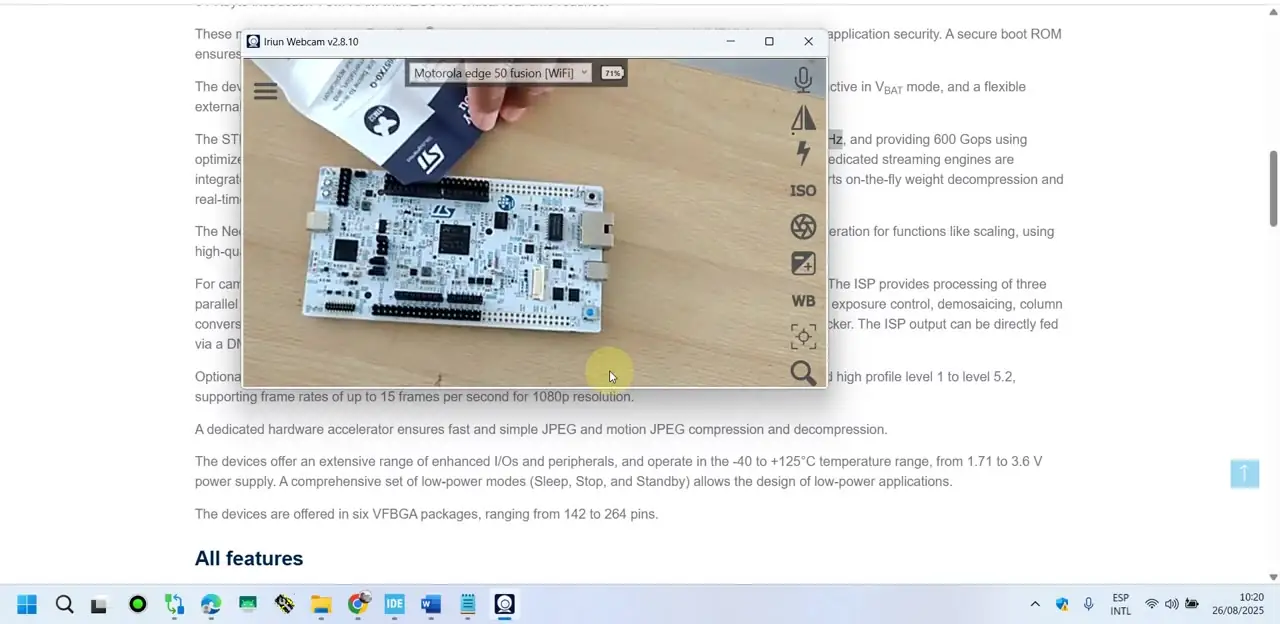 These
application security. A secure boot ROM
ensures
The
ctive in VBAT mode, and a flexible
externa
The
Hz, and providing 600 Gops using
optimize
edicated streaming engines are
integrat
rts on-the-fly weight decompression and
real-tim
The
eration for functions like scaling, using
high-qua
For
The ISP provides processing of three
parallel
exposure control, demosaicing, column
convers
cker. The ISP output can be directly fed
via a
Optiona
high profile level 1 to level 5.2,
supporting frame rates of up to 15 frames per second for 1080p resolution.
A dedicated hardware accelerator ensures fast and simple JPEG and motion JPEG compression and decompression.
The devices offer an extensive range of enhanced I/Os and peripherals, and operate in the -40 to +125°C temperature range, from 1.71 to 3.6 V
power supply. A comprehensive set of low-power modes (Sleep, Stop, and Standby) allows the design of low-power applications.
The devices are offered in six VFBGA packages, ranging from 142 to 264 pins.
All features
Iriun Webcam v2.8.10
Motorola edge 50 fusion [WiFi]
71%
ISO
WB
IDE
ESP
INTL
10:20
26/08/2025